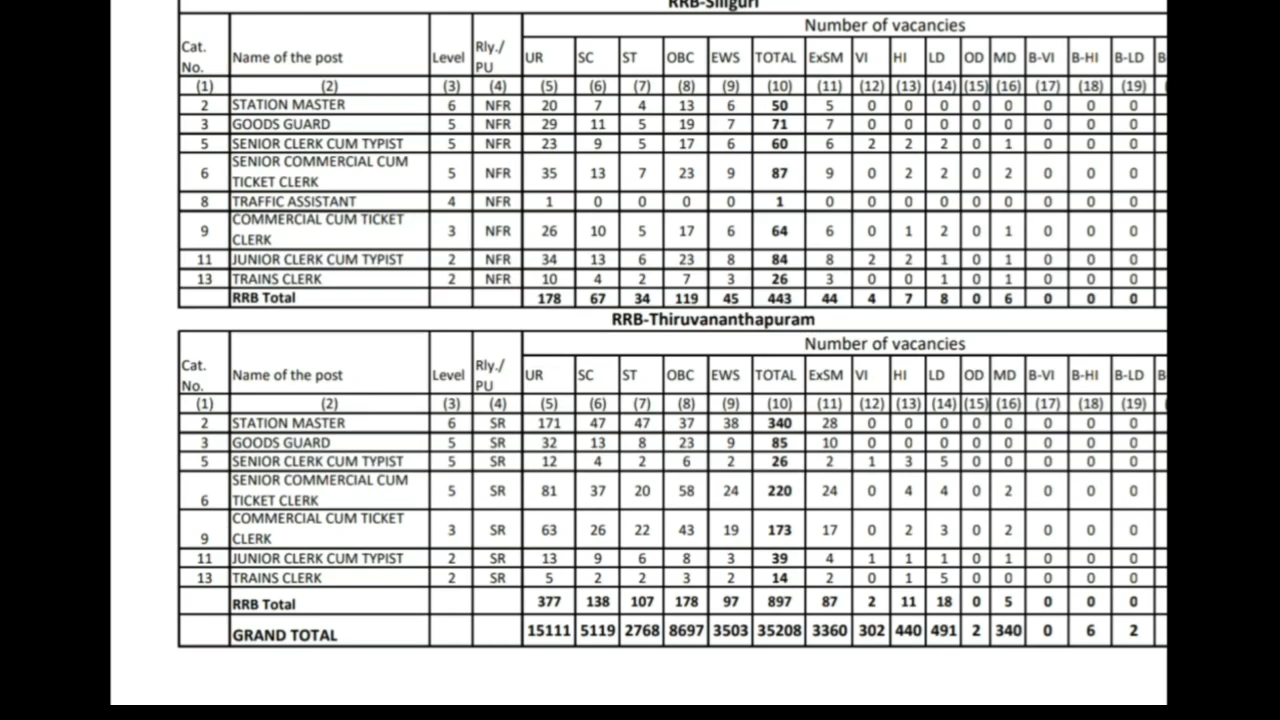 RRB-Siliguri
Number of vacancies
Cat. No. Name of the post Level Rly./ PU UR SC ST OBC EWS TOTAL ExSM VI HI LD OD MD B-VI B-HI B-LD B
(1) (2) (3) (4) (5) (6) (7) (8) (9) (10) (11) (12) (13) (14) (15) (16) (17) (18) (19)
2 STATION MASTER 6 NFR 20 7 4 13 6 50 5 0 0 0 0 0 0 0 0
3 GOODS GUARD 5 NFR 29 11 5 19 7 71 7 0 0 0 0 0 0 0 0
5 SENIOR CLERK CUM TYPIST 5 NFR 23 9 5 17 6 60 6 2 2 2 0 1 0 0 0
6 SENIOR COMMERCIAL CUM TICKET CLERK 5 NFR 35 13 7 23 9 87 9 0 2 2 0 2 0 0 0
8 TRAFFIC ASSISTANT 4 NFR 1 0 0 0 0 1 0 0 0 0 0 0 0 0 0
9 COMMERCIAL CUM TICKET CLERK 3 NFR 26 10 5 17 6 64 6 0 1 2 0 1 0 0 0
11 JUNIOR CLERK CUM TYPIST 2 NFR 34 13 6 23 8 84 8 2 2 1 0 1 0 0 0
13 TRAINS CLERK 2 NFR 10 4 2 7 3 26 3 0 0 1 0 1 0 0 0
RRB Total 178 67 34 119 45 443 44 4 7 8 0 6 0 0 0
RRB-Thiruvananthapuram
Number of vacancies
Cat. No. Name of the post Level Rly./ PU UR SC ST OBC EWS TOTAL ExSM VI HI LD OD MD B-VI B-HI B-LD B
(1) (2) (3) (4) (5) (6) (7) (8) (9) (10) (11) (12) (13) (14) (15) (16) (17) (18) (19)
2 STATION MASTER 6 SR 171 47 47 37 38 340 28 0 0 0 0 0 0 0 0
3 GOODS GUARD 5 SR 32 13 8 23 9 85 10 0 0 0 0 0 0 0 0
5 SENIOR CLERK CUM TYPIST 5 SR 12 4 2 6 2 26 2 1 3 5 0 0 0 0 0
6 SENIOR COMMERCIAL CUM TICKET CLERK 5 SR 81 37 20 58 24 220 24 0 4 4 0 2 0 0 0
9 COMMERCIAL CUM TICKET CLERK 3 SR 63 26 22 43 19 173 17 0 2 3 0 2 0 0 0
11 JUNIOR CLERK CUM TYPIST 2 SR 13 9 6 8 3 39 4 1 1 1 0 1 0 0 0
13 TRAINS CLERK 2 SR 5 2 2 3 2 14 2 0 1 5 0 0 0 0 0
RRB Total 377 138 107 178 97 897 87 2 11 18 0 5 0 0 0
GRAND TOTAL 15111 5119 2768 8697 3503 35208 3360 302 440 491 2 340 0 6 2